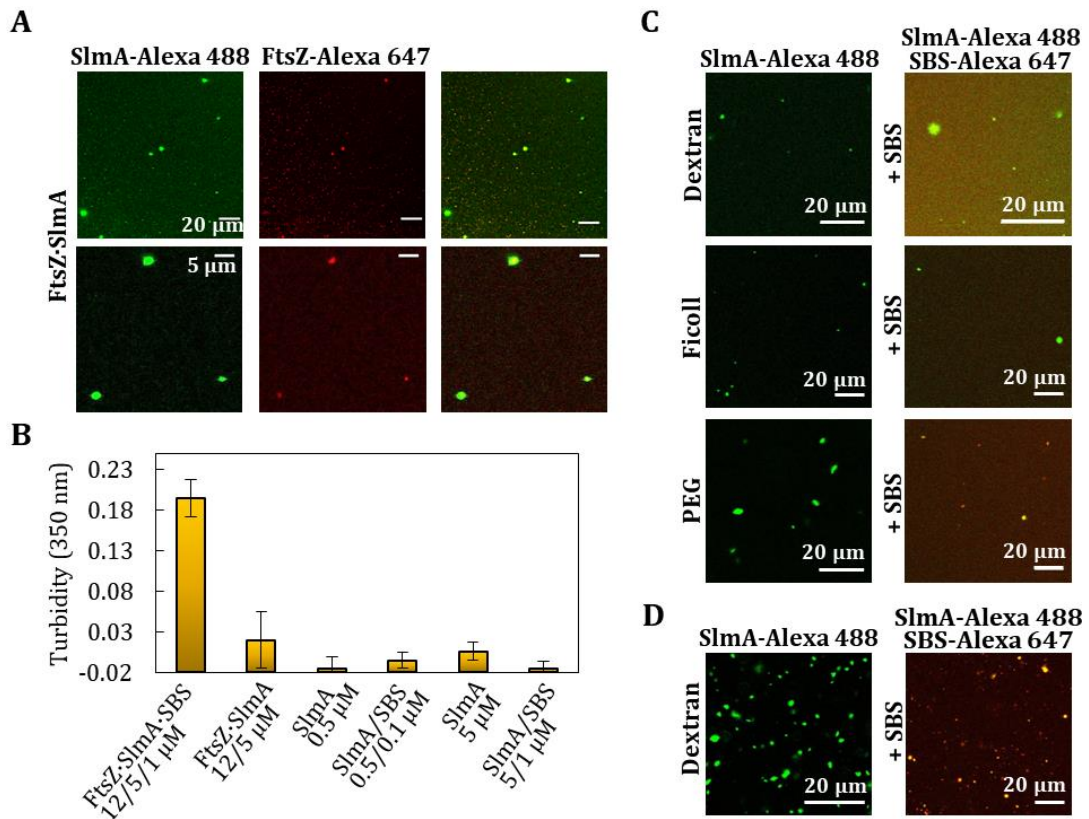 A
SlmA-Alexa 488
FtsZ-Alexa 647
FtsZ·SlmA
20 µm
5 µm
B
Turbidity (350 nm)
0.23
0.18
0.13
0.08
0.03
-0.02
FtsZ·SlmA·SBS
12/5/1 µM
FtsZ·SlmA
12/5 µM
SlmA
0.5 µM
SlmA/SBS
0.5/0.1 µM
SlmA
5 µM
SlmA/SBS
5/1 µM
C
SlmA-Alexa 488
SlmA-Alexa 488
SBS-Alexa 647
Dextran
20 µm
+ SBS
20 µm
Ficoll
20 µm
+ SBS
20 µm
PEG
20 µm
+ SBS
20 µm
D
SlmA-Alexa 488
SlmA-Alexa 488
SBS-Alexa 647
Dextran
20 µm
+ SBS
20 µm